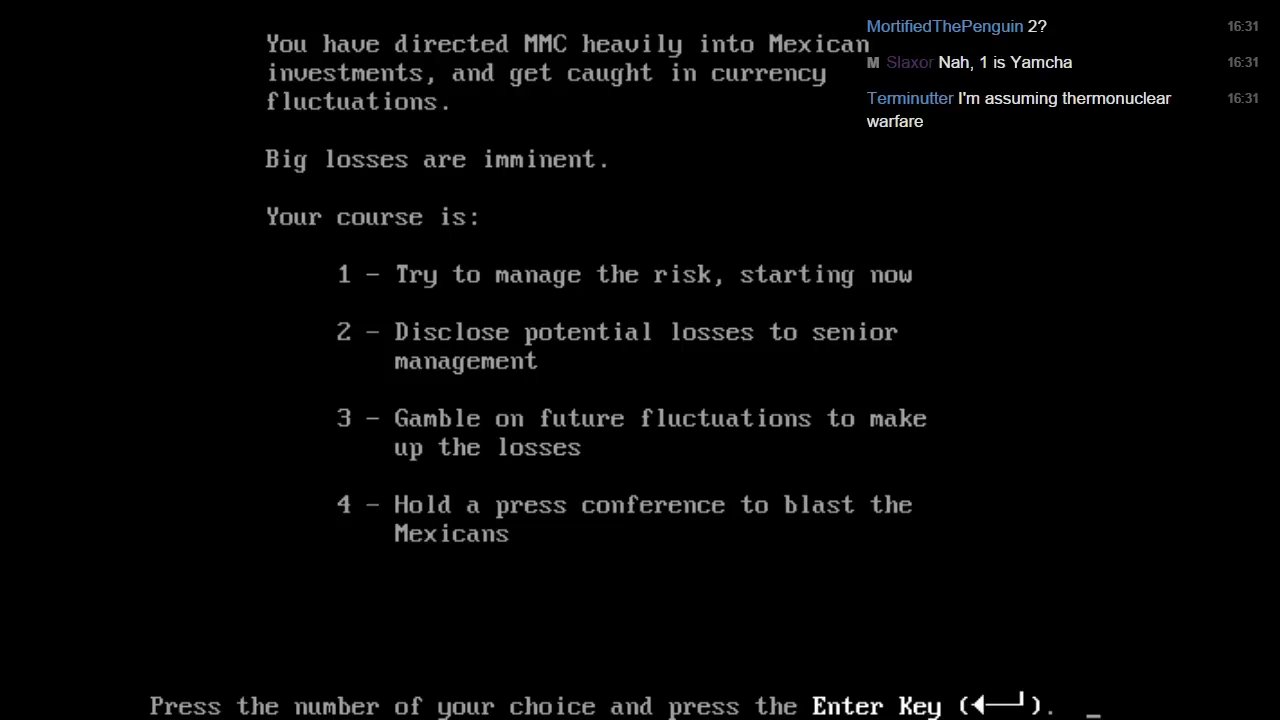 You have directed MMC heavily into Mexican
investments, and get caught in currency
fluctuations.
Big losses are imminent.
Your course is:
1 - Try to manage the risk, starting now
2 - Disclose potential losses to senior
management
3 - Gamble on future fluctuations to make
up the losses
4 - Hold a press conference to blast the
Mexicans
Press the number of your choice and press the Enter Key (◄─┘). _
MortifiedThePenguin 2? 16:31
M Slaxor Nah, 1 is Yamcha 16:31
Terminutter I'm assuming thermonuclear 16:31
warfare